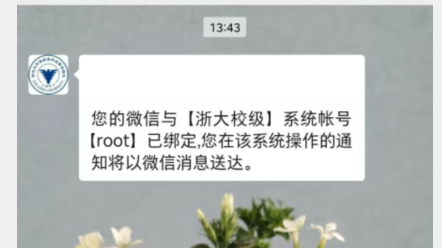 13:43
您的微信与【浙大校级】系统帐号
【root】已绑定,您在该系统操作的通
知将以微信消息送达。